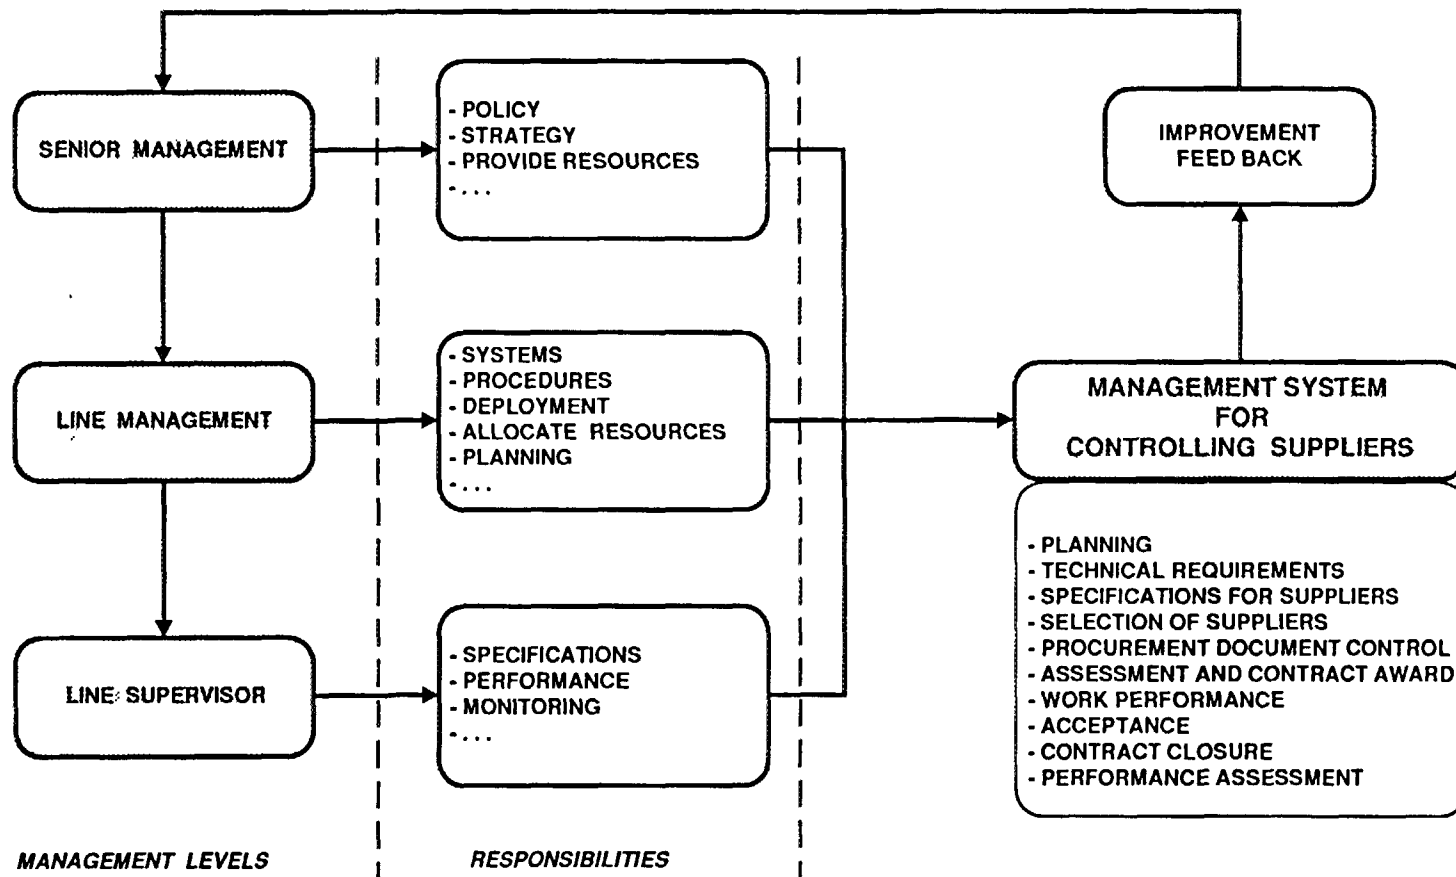 SENIOR MANAGEMENT
- POLICY
- STRATEGY
- PROVIDE RESOURCES
- ...
IMPROVEMENT
FEED BACK
LINE MANAGEMENT
- SYSTEMS
- PROCEDURES
- DEPLOYMENT
- ALLOCATE RESOURCES
- PLANNING
- ...
MANAGEMENT SYSTEM
FOR
CONTROLLING SUPPLIERS
- PLANNING
- TECHNICAL REQUIREMENTS
- SPECIFICATIONS FOR SUPPLIERS
- SELECTION OF SUPPLIERS
- PROCUREMENT DOCUMENT CONTROL
- ASSESSMENT AND CONTRACT AWARD
- WORK PERFORMANCE
- ACCEPTANCE
- CONTRACT CLOSURE
- PERFORMANCE ASSESSMENT
LINE SUPERVISOR
- SPECIFICATIONS
- PERFORMANCE
- MONITORING
- ...
MANAGEMENT LEVELS
RESPONSIBILITIES